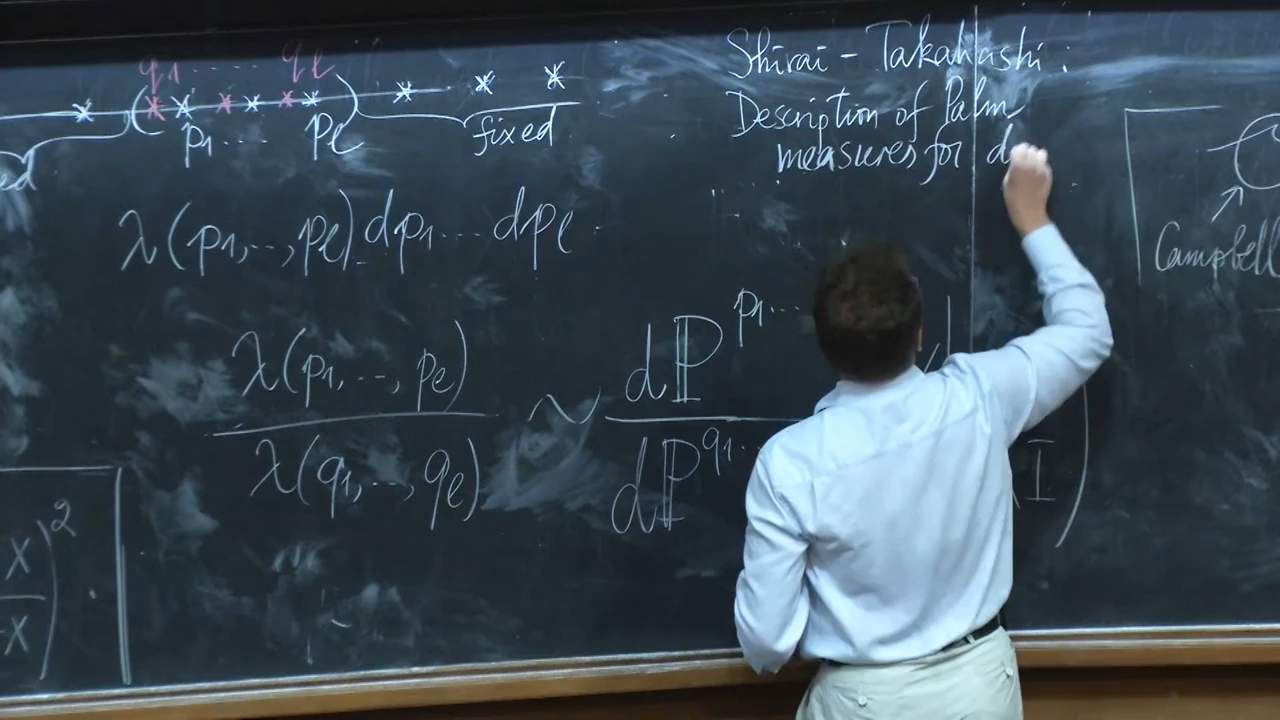 q₁ ..... qₗ
p₁ .... pₗ
fixed
λ(p₁,..,pₗ)dp₁...dpₗ
λ(p₁,..,pₗ)
λ(q₁,..,qₗ)
~
dℙ^{p₁...
dℙ^{q₁...
I)
X)²
X
Shirai - Takahashi:
Description of Palm
measures for d
Campbell